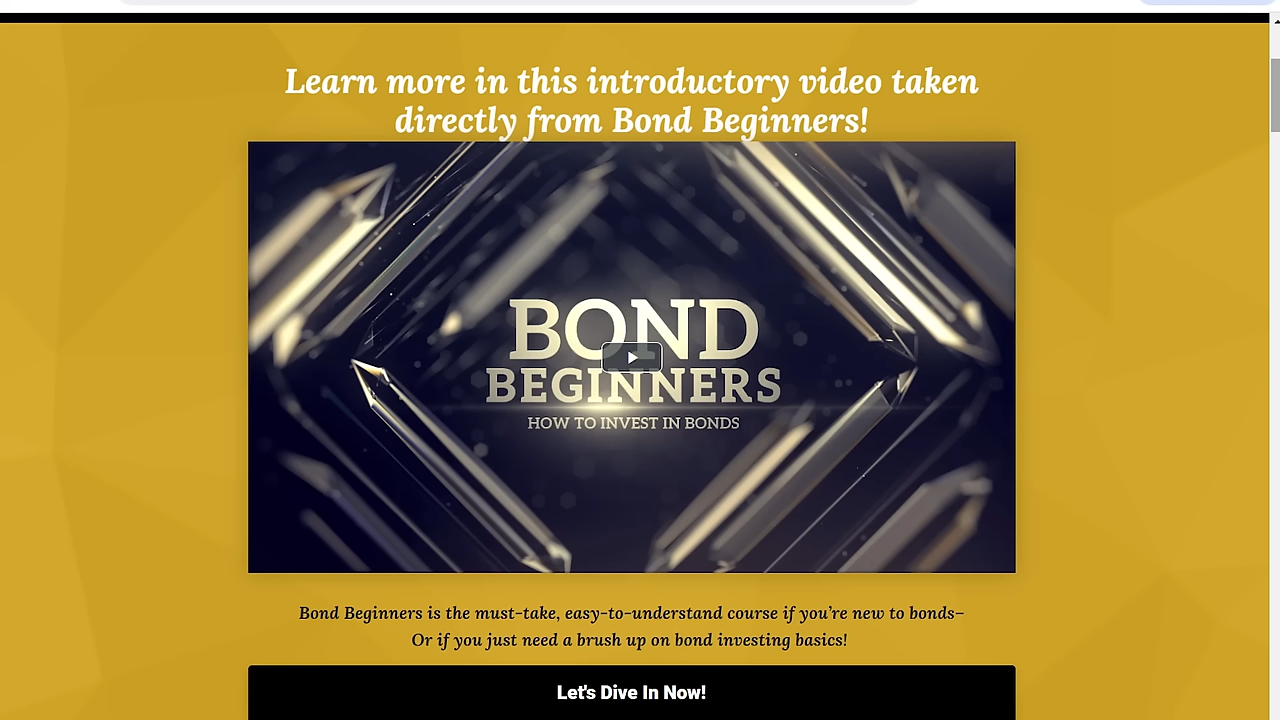 Learn more in this introductory video taken
directly from Bond Beginners!
BOND
BEGINNERS
HOW TO INVEST IN BONDS
Bond Beginners is the must-take, easy-to-understand course if you’re new to bonds–
Or if you just need a brush up on bond investing basics!
Let's Dive In Now!